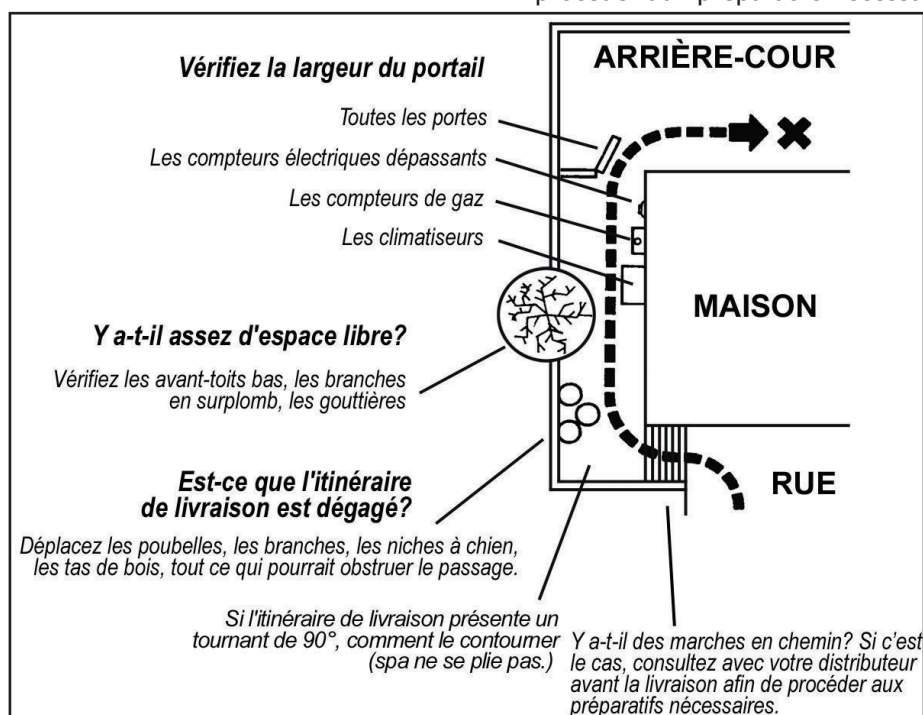 Vérifiez la largeur du portail
Toutes les portes
Les compteurs électriques dépassants
Les compteurs de gaz
Les climatiseurs
Y a-t-il assez d'espace libre?
Vérifiez les avant-toits bas, les branches
en surplomb, les gouttières
Est-ce que l'itinéraire
de livraison est dégagé?
Déplacez les poubelles, les branches, les niches à chien,
les tas de bois, tout ce qui pourrait obstruer le passage.
Si l'itinéraire de livraison présente un
tournant de 90°, comment le contourner
(spa ne se plie pas.)
Y a-t-il des marches en chemin? Si c’est
le cas, consultez avec votre distributeur
avant la livraison afin de procéder aux
préparatifs nécessaires.
ARRIÈRE-COUR
MAISON
RUE